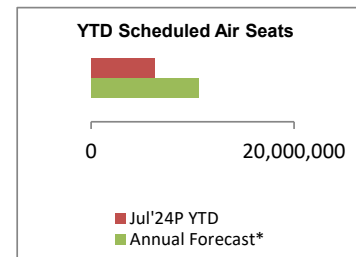 YTD Scheduled Air Seats
0 20,000,000
Jul'24P YTD
Annual Forecast*